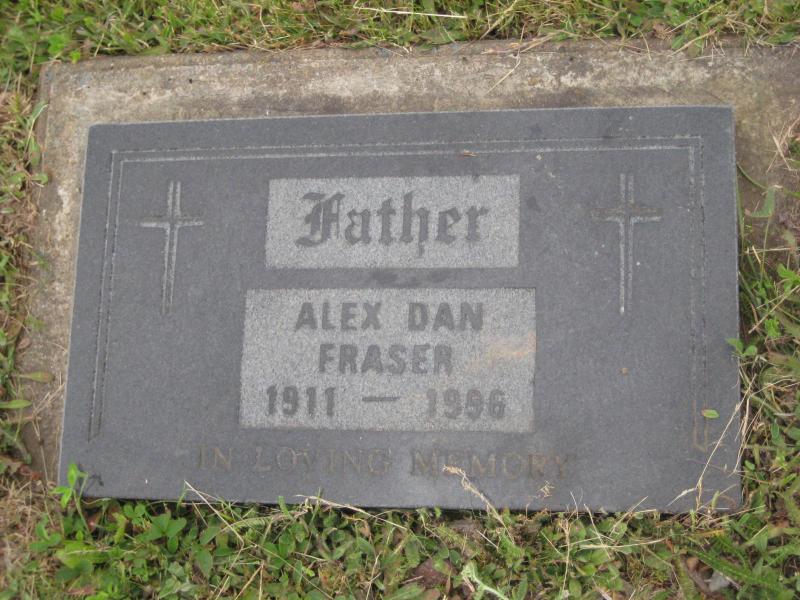 Father
ALEX DAN
FRASER
1911 — 1996
IN LOVING MEMORY